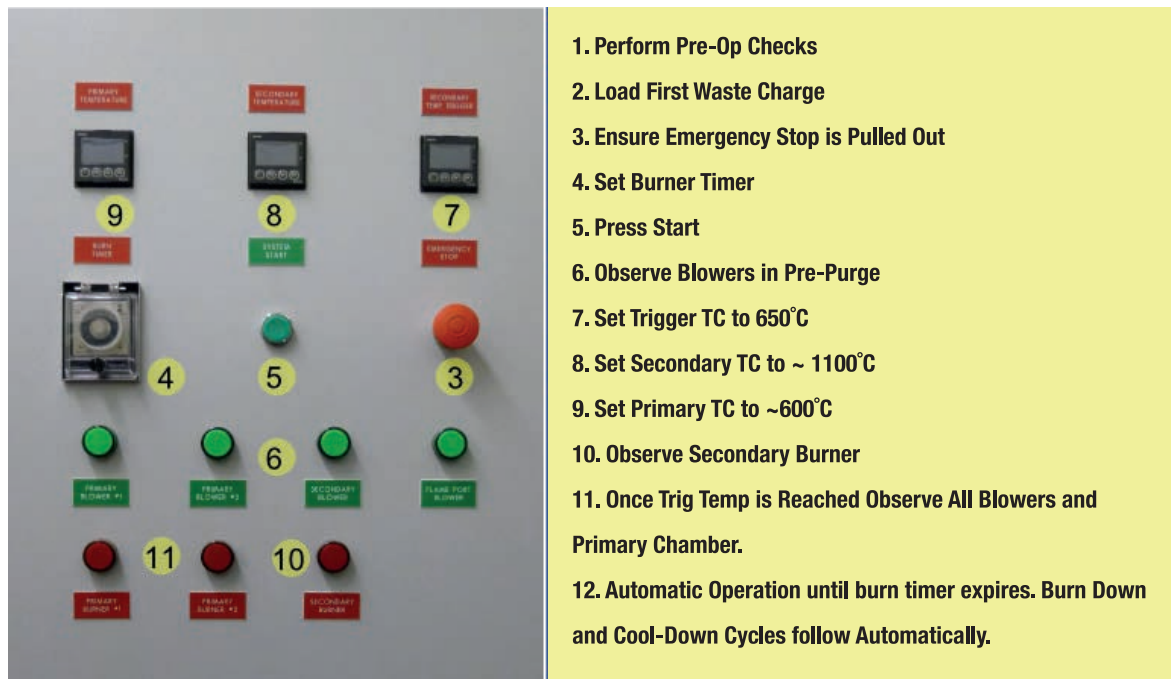 PRIMARY
TEMPERATURE
SECONDARY
TEMPERATURE
SECONDARY
TEMP TRIGGER
9
8
7
BURN
TIMER
SYSTEM
START
EMERGENCY
STOP
4
5
3
6
PRIMARY
BLOWER #1
PRIMARY
BLOWER #2
SECONDARY
BLOWER
FLAME PORT
BLOWER
11
10
PRIMARY
BURNER #1
PRIMARY
BURNER #2
SECONDARY
BURNER
1. Perform Pre-Op Checks
2. Load First Waste Charge
3. Ensure Emergency Stop is Pulled Out
4. Set Burner Timer
5. Press Start
6. Observe Blowers in Pre-Purge
7. Set Trigger TC to 650°C
8. Set Secondary TC to ~ 1100°C
9. Set Primary TC to ~600°C
10. Observe Secondary Burner
11. Once Trig Temp is Reached Observe All Blowers and
Primary Chamber.
12. Automatic Operation until burn timer expires. Burn Down
and Cool-Down Cycles follow Automatically.